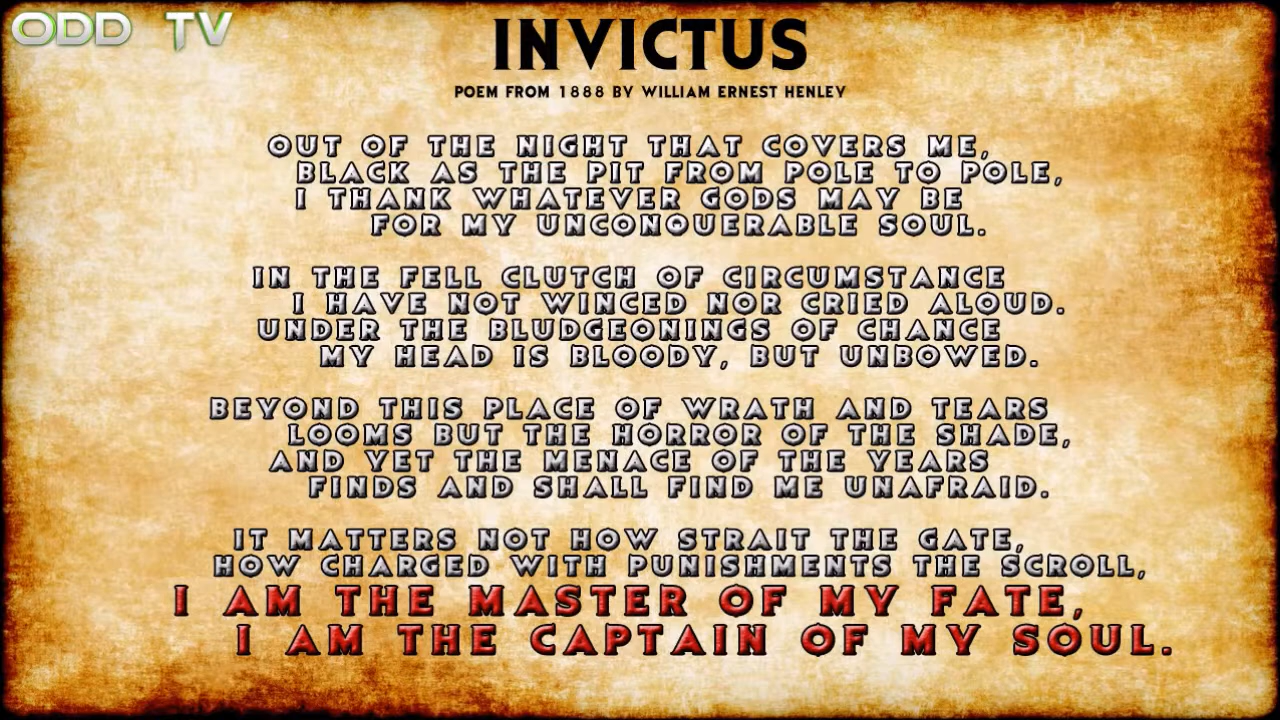 ODD TV
INVICTUS
POEM FROM 1888 BY WILLIAM ERNEST HENLEY
OUT OF THE NIGHT THAT COVERS ME,
BLACK AS THE PIT FROM POLE TO POLE,
I THANK WHATEVER GODS MAY BE
FOR MY UNCONQUERABLE SOUL.
IN THE FELL CLUTCH OF CIRCUMSTANCE
I HAVE NOT WINCED NOR CRIED ALOUD.
UNDER THE BLUDGEONINGS OF CHANCE
MY HEAD IS BLOODY, BUT UNBOWED.
BEYOND THIS PLACE OF WRATH AND TEARS
LOOMS BUT THE HORROR OF THE SHADE,
AND YET THE MENACE OF THE YEARS
FINDS AND SHALL FIND ME UNAFRAID.
IT MATTERS NOT HOW STRAIT THE GATE,
HOW CHARGED WITH PUNISHMENTS THE SCROLL,
I AM THE MASTER OF MY FATE,
I AM THE CAPTAIN OF MY SOUL.